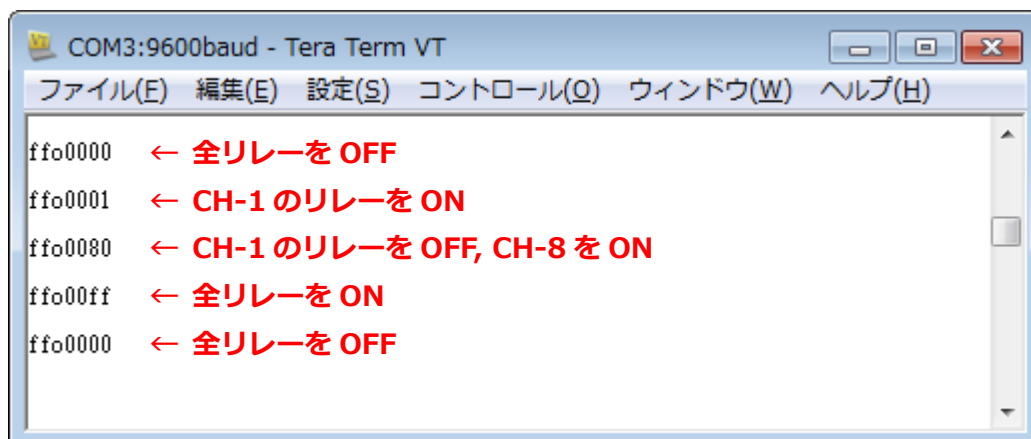 COM3:9600baud - Tera Term VT
ファイル(F) 編集(E) 設定(S) コントロール(O) ウィンドウ(W) ヘルプ(H)
ffo0000 ← 全リレーを OFF
ffo0001 ← CH-1 のリレーを ON
ffo0080 ← CH-1 のリレーを OFF, CH-8 を ON
ffo00ff ← 全リレーを ON
ffo0000 ← 全リレーを OFF